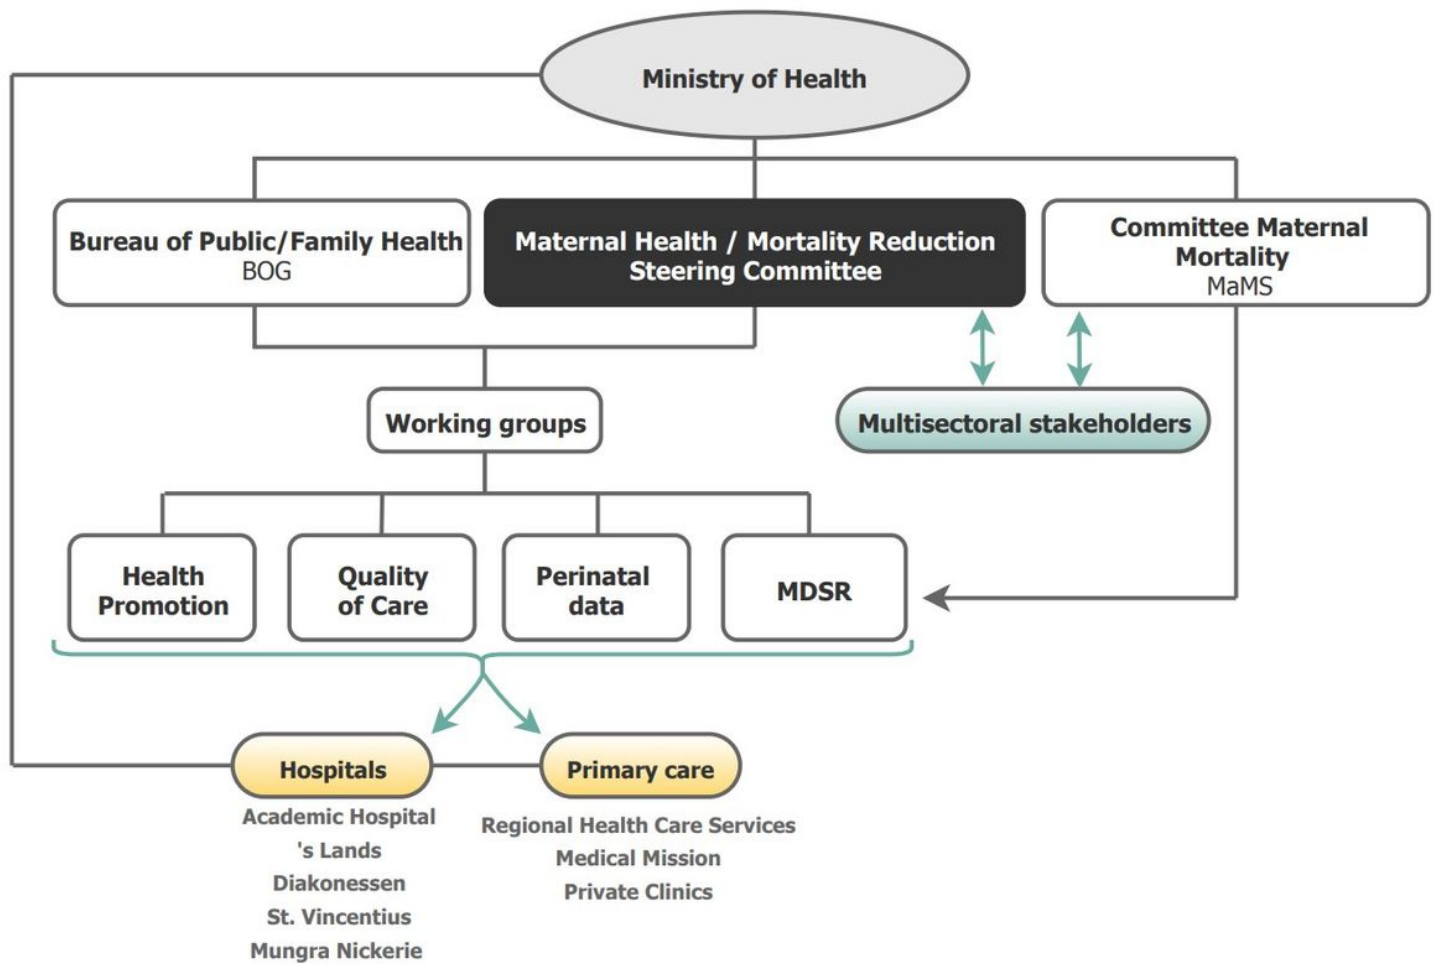 Ministry of Health
Bureau of Public/Family Health
BOG
Maternal Health / Mortality Reduction
Steering Committee
Committee Maternal
Mortality
MaMS
Working groups
Multisectoral stakeholders
Health
Promotion
Quality
of Care
Perinatal
data
MDSR
Hospitals
Academic Hospital
's Lands
Diakonessen
St. Vincentius
Mungra Nickerie
Primary care
Regional Health Care Services
Medical Mission
Private Clinics